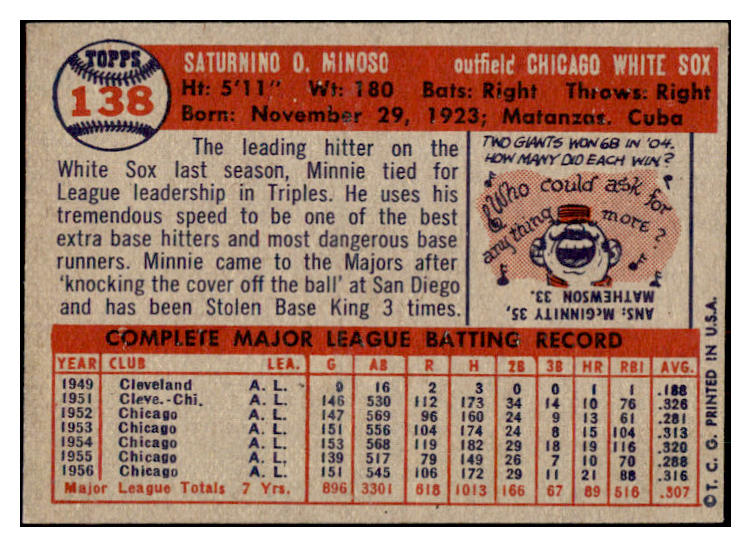 TOPPS
138
SATURNINO O. MINOSO outfield CHICAGO WHITE SOX
Ht: 5'11" Wt: 180 Bats: Right Throws: Right
Born: November 29, 1923; Matanzas, Cuba
The leading hitter on the
White Sox last season, Minnie tied for
League leadership in Triples. He uses his
tremendous speed to be one of the best
extra base hitters and most dangerous base
runners. Minnie came to the Majors after
'knocking the cover off the ball' at San Diego
and has been Stolen Base King 3 times.
TWO GIANTS WON 68 IN '04.
HOW MANY DID EACH WIN?
Who could ask for
anything more?
ANS: McGINNITY 35,
MATHEWSON 33.
COMPLETE MAJOR LEAGUE BATTING RECORD
YEAR CLUB LEA. G AB R H 2B 3B HR RBI AVG.
1949 Cleveland A. L. 9 16 2 3 0 0 1 1 .188
1951 Cleve.-Chi. A. L. 146 530 112 173 34 14 10 76 .326
1952 Chicago A. L. 147 569 96 160 24 9 13 61 .281
1953 Chicago A. L. 151 556 104 174 24 8 15 104 .313
1954 Chicago A. L. 153 568 119 182 29 18 19 116 .320
1955 Chicago A. L. 139 517 79 149 26 7 10 70 .288
1956 Chicago A. L. 151 545 106 172 29 11 21 88 .316
Major League Totals 7 Yrs. 896 3301 618 1013 166 67 89 516 .307
© T. C. G. PRINTED IN U.S.A.